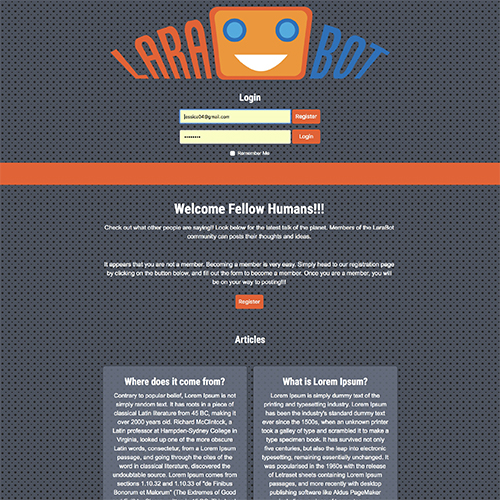 LARA BOT
Login
jessica04@gmail.com Register
Login
Remember Me
Welcome Fellow Humans!!!
Check out what other people are saying!! Look below for the latest talk of the planet. Members of the LaraBot
community can posts their thoughts and ideas.
It appears that you are not a member. Becoming a member is very easy. Simply head to our registration page
by clicking on the button below, and fill out the form to become a member. Once you are a member, you will
be on your way to posting!!!
Register
Articles
Where does it come from?
Contrary to popular belief, Lorem Ipsum is not
simply random text. It has roots in a piece of
classical Latin literature from 45 BC, making it
over 2000 years old. Richard McClintock, a
Latin professor at Hampden-Sydney College in
Virginia, looked up one of the more obscure
Latin words, consectetur, from a Lorem Ipsum
passage, and going through the cites of the
word in classical literature, discovered the
undoubtable source. Lorem Ipsum comes from
sections 1.10.32 and 1.10.33 of "de Finibus
Bonorum et Malorum" (The Extremes of Good
What is Lorem Ipsum?
Lorem Ipsum is simply dummy text of the
printing and typesetting industry. Lorem Ipsum
has been the industry's standard dummy text
ever since the 1500s, when an unknown printer
took a galley of type and scrambled it to make a
type specimen book. It has survived not only
five centuries, but also the leap into electronic
typesetting, remaining essentially unchanged. It
was popularised in the 1960s with the release
of Letraset sheets containing Lorem Ipsum
passages, and more recently with desktop
publishing software like Aldus PageMaker